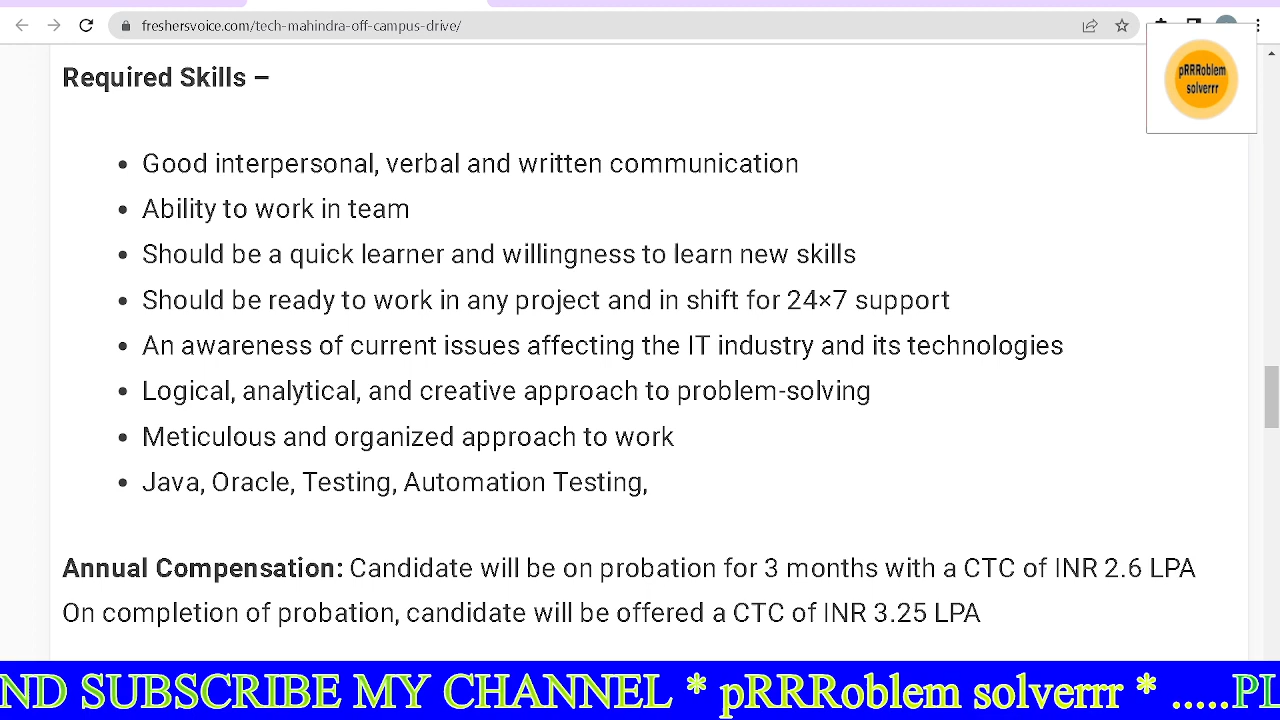 freshersvoice.com/tech-mahindra-off-campus-drive/
pRRRoblem
solverrr
Required Skills –
• Good interpersonal, verbal and written communication
• Ability to work in team
• Should be a quick learner and willingness to learn new skills
• Should be ready to work in any project and in shift for 24×7 support
• An awareness of current issues affecting the IT industry and its technologies
• Logical, analytical, and creative approach to problem-solving
• Meticulous and organized approach to work
• Java, Oracle, Testing, Automation Testing,
Annual Compensation: Candidate will be on probation for 3 months with a CTC of INR 2.6 LPA
On completion of probation, candidate will be offered a CTC of INR 3.25 LPA
ND SUBSCRIBE MY CHANNEL * pRRRoblem solverrr * .....PL